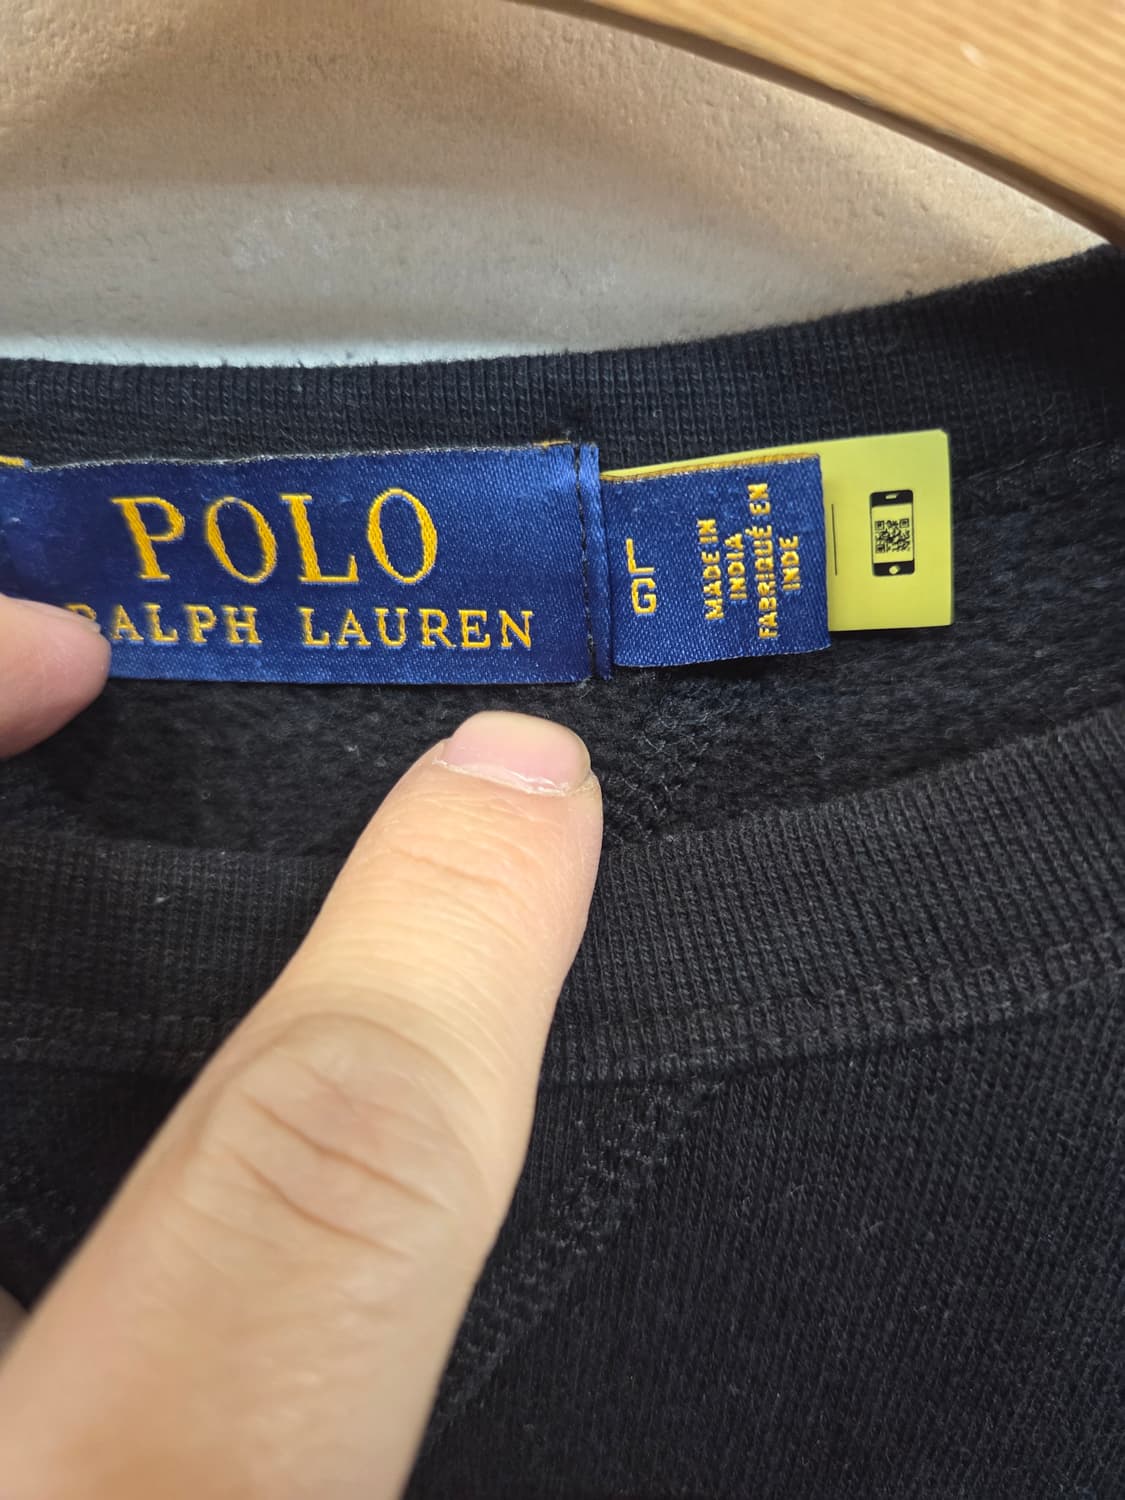 POLO
RALPH LAUREN
L
G
MADE IN
INDIA
FABRIQUÉ EN
INDE